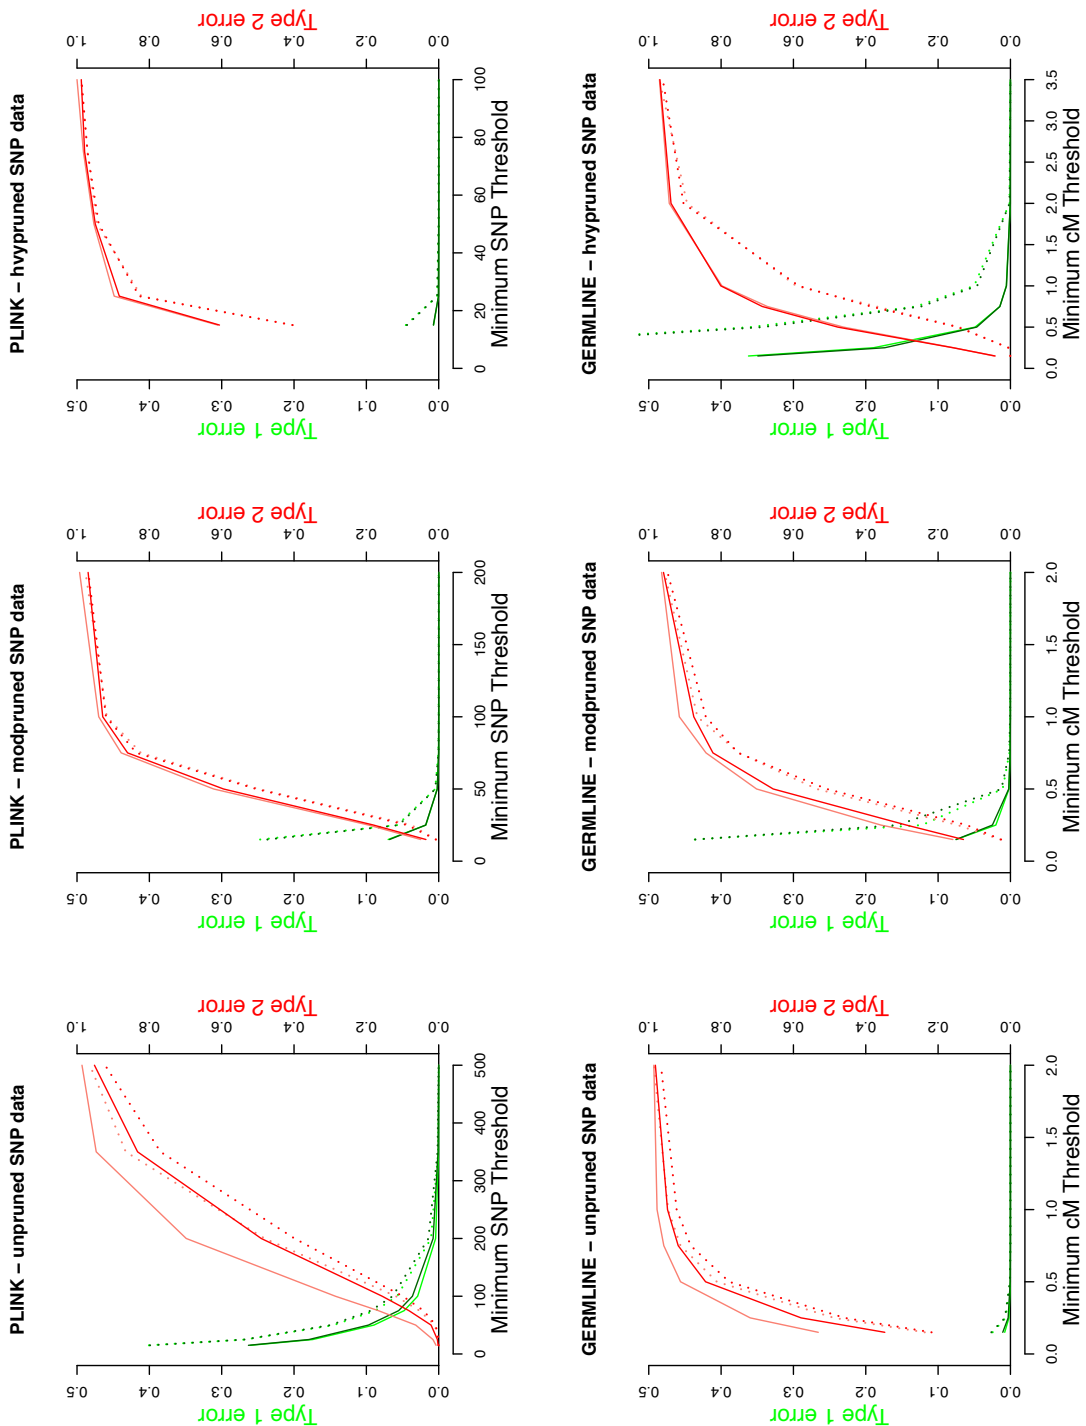 PLINK – unpruned SNP data
Type 1 error
0.0 0.1 0.2 0.3 0.4 0.5
0 100 200 300 400 500
Minimum SNP Threshold
0.0 0.2 0.4 0.6 0.8 1.0
Type 2 error
PLINK – modpruned SNP data
Type 1 error
0.0 0.1 0.2 0.3 0.4 0.5
0 50 100 150 200
Minimum SNP Threshold
0.0 0.2 0.4 0.6 0.8 1.0
Type 2 error
PLINK – hvypruned SNP data
Type 1 error
0.0 0.1 0.2 0.3 0.4 0.5
0 20 40 60 80 100
Minimum SNP Threshold
0.0 0.2 0.4 0.6 0.8 1.0
Type 2 error
GERMLINE – unpruned SNP data
Type 1 error
0.0 0.1 0.2 0.3 0.4 0.5
0.0 0.5 1.0 1.5 2.0
Minimum cM Threshold
0.0 0.2 0.4 0.6 0.8 1.0
Type 2 error
GERMLINE – modpruned SNP data
Type 1 error
0.0 0.1 0.2 0.3 0.4 0.5
0.0 0.5 1.0 1.5 2.0
Minimum cM Threshold
0.0 0.2 0.4 0.6 0.8 1.0
Type 2 error
GERMLINE – hvypruned SNP data
Type 1 error
0.0 0.1 0.2 0.3 0.4 0.5
0.0 0.5 1.0 1.5 2.0 2.5 3.0 3.5
Minimum cM Threshold
0.0 0.2 0.4 0.6 0.8 1.0
Type 2 error